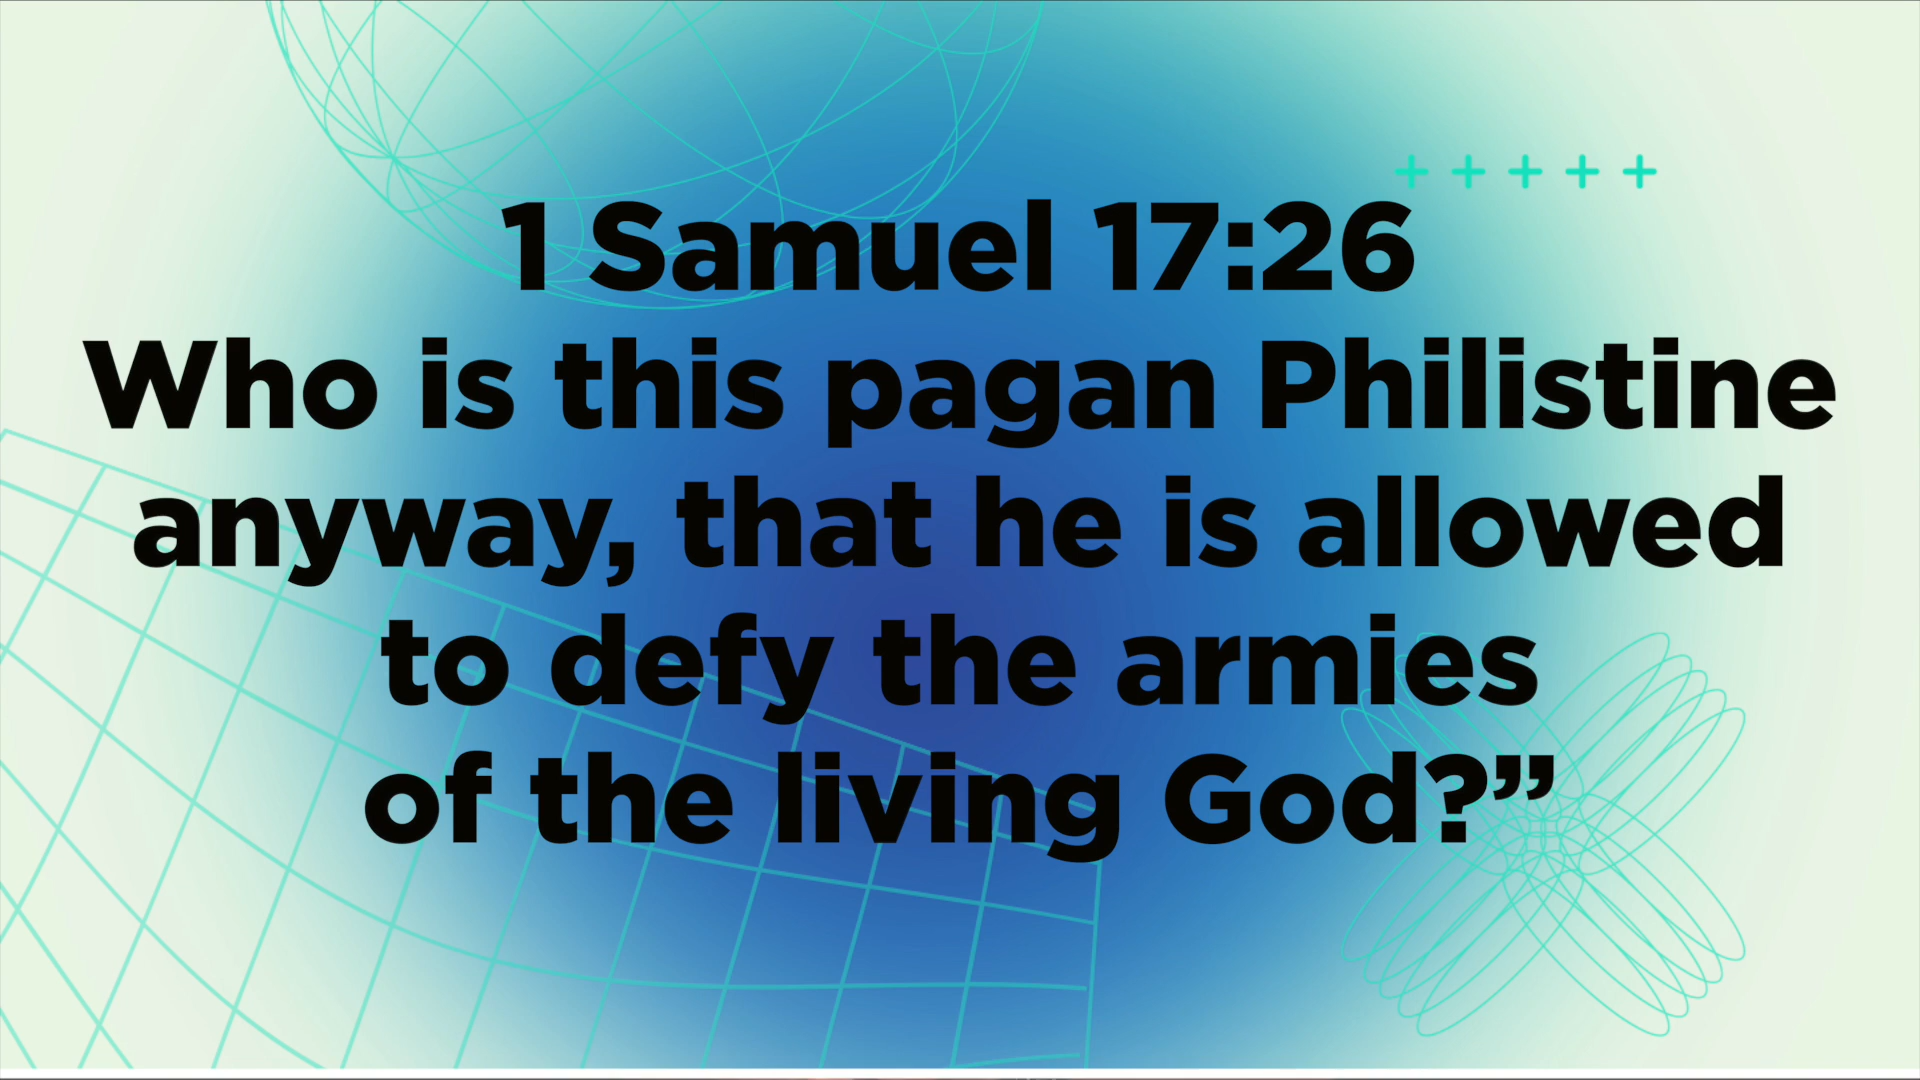 1 Samuel 17:26
Who is this pagan Philistine
anyway, that he is allowed
to defy the armies
of the living God?”